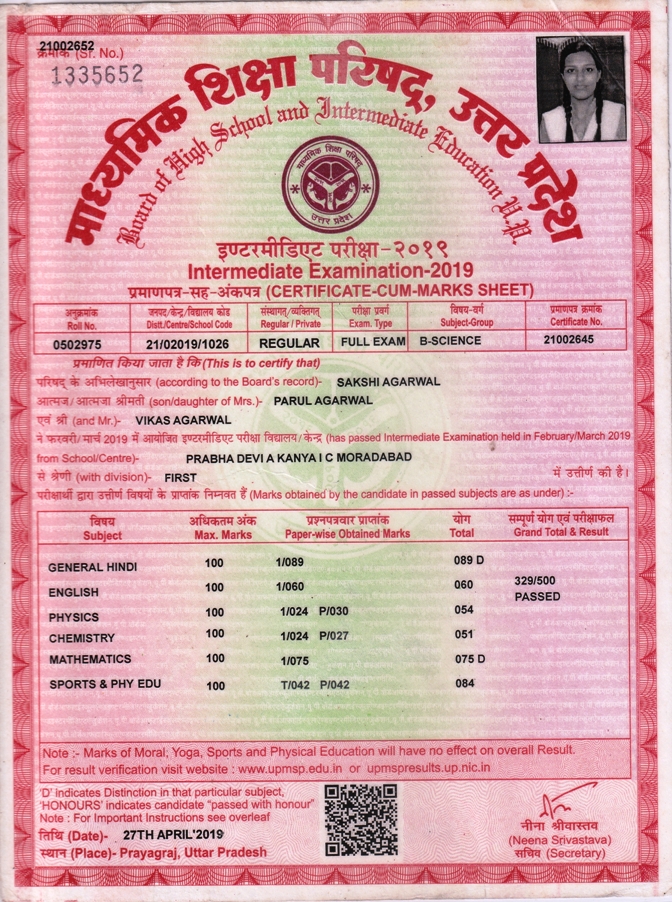 21002652
क्रमांक (Sr. No.)
1335652
माध्यमिक शिक्षा परिषद्, उत्तर प्रदेश
Board of High School and Intermediate Education U.P.
माध्यमिक शिक्षा परिषद
उत्तर प्रदेश
इण्टरमीडिएट परीक्षा-२०१९
Intermediate Examination-2019
प्रमाणपत्र-सह-अंकपत्र (CERTIFICATE-CUM-MARKS SHEET)
अनुक्रमांक जनपद/केन्द्र/विद्यालय कोड संस्थागत/व्यक्तिगत परीक्षा प्रवर्ग विषय-वर्ग प्रमाणपत्र क्रमांक
Roll No. Distt./Centre/School Code Regular / Private Exam. Type Subject-Group Certificate No.
0502975 21/02019/1026 REGULAR FULL EXAM B-SCIENCE 21002645
प्रमाणित किया जाता है कि (This is to certify that)
परिषद् के अभिलेखानुसार (according to the Board's record)- SAKSHI AGARWAL
आत्मज/आत्मजा श्रीमती (son/daughter of Mrs.)- PARUL AGARWAL
एवं श्री (and Mr.)- VIKAS AGARWAL
ने फरवरी/मार्च 2019 में आयोजित इण्टरमीडिएट परीक्षा विद्यालय/केन्द्र (has passed Intermediate Examination held in February/March 2019
from School/Centre)- PRABHA DEVI A KANYA I C MORADABAD
से श्रेणी (with division)- FIRST में उत्तीर्ण की है।
परीक्षार्थी द्वारा उत्तीर्ण विषयों के प्राप्तांक निम्नवत हैं (Marks obtained by the candidate in passed subjects are as under) :-
विषय अधिकतम अंक प्रश्नपत्रवार प्राप्तांक योग सम्पूर्ण योग एवं परीक्षाफल
Subject Max. Marks Paper-wise Obtained Marks Total Grand Total & Result
GENERAL HINDI 100 1/089 089 D
ENGLISH 100 1/060 060 329/500
PASSED
PHYSICS 100 1/024 P/030 054
CHEMISTRY 100 1/024 P/027 051
MATHEMATICS 100 1/075 075 D
SPORTS & PHY EDU 100 T/042 P/042 084
Note :- Marks of Moral, Yoga, Sports and Physical Education will have no effect on overall Result.
For result verification visit website : www.upmsp.edu.in or upmspresults.up.nic.in
'D' indicates Distinction in that particular subject,
'HONOURS' indicates candidate "passed with honour"
Note : For Important Instructions see overleaf
तिथि (Date)- 27TH APRIL'2019
स्थान (Place)- Prayagraj, Uttar Pradesh
नीना श्रीवास्तव
(Neena Srivastava)
सचिव (Secretary)